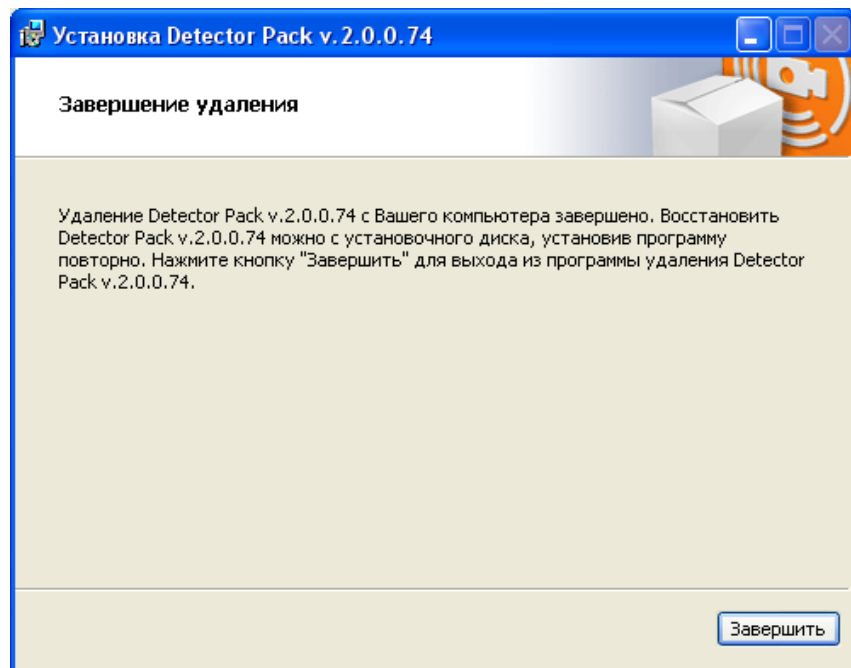 Установка Detector Pack v.2.0.0.74
Завершение удаления
Удаление Detector Pack v.2.0.0.74 с Вашего компьютера завершено. Восстановить
Detector Pack v.2.0.0.74 можно с установочного диска, установив программу
повторно. Нажмите кнопку "Завершить" для выхода из программы удаления Detector
Pack v.2.0.0.74.
Завершить